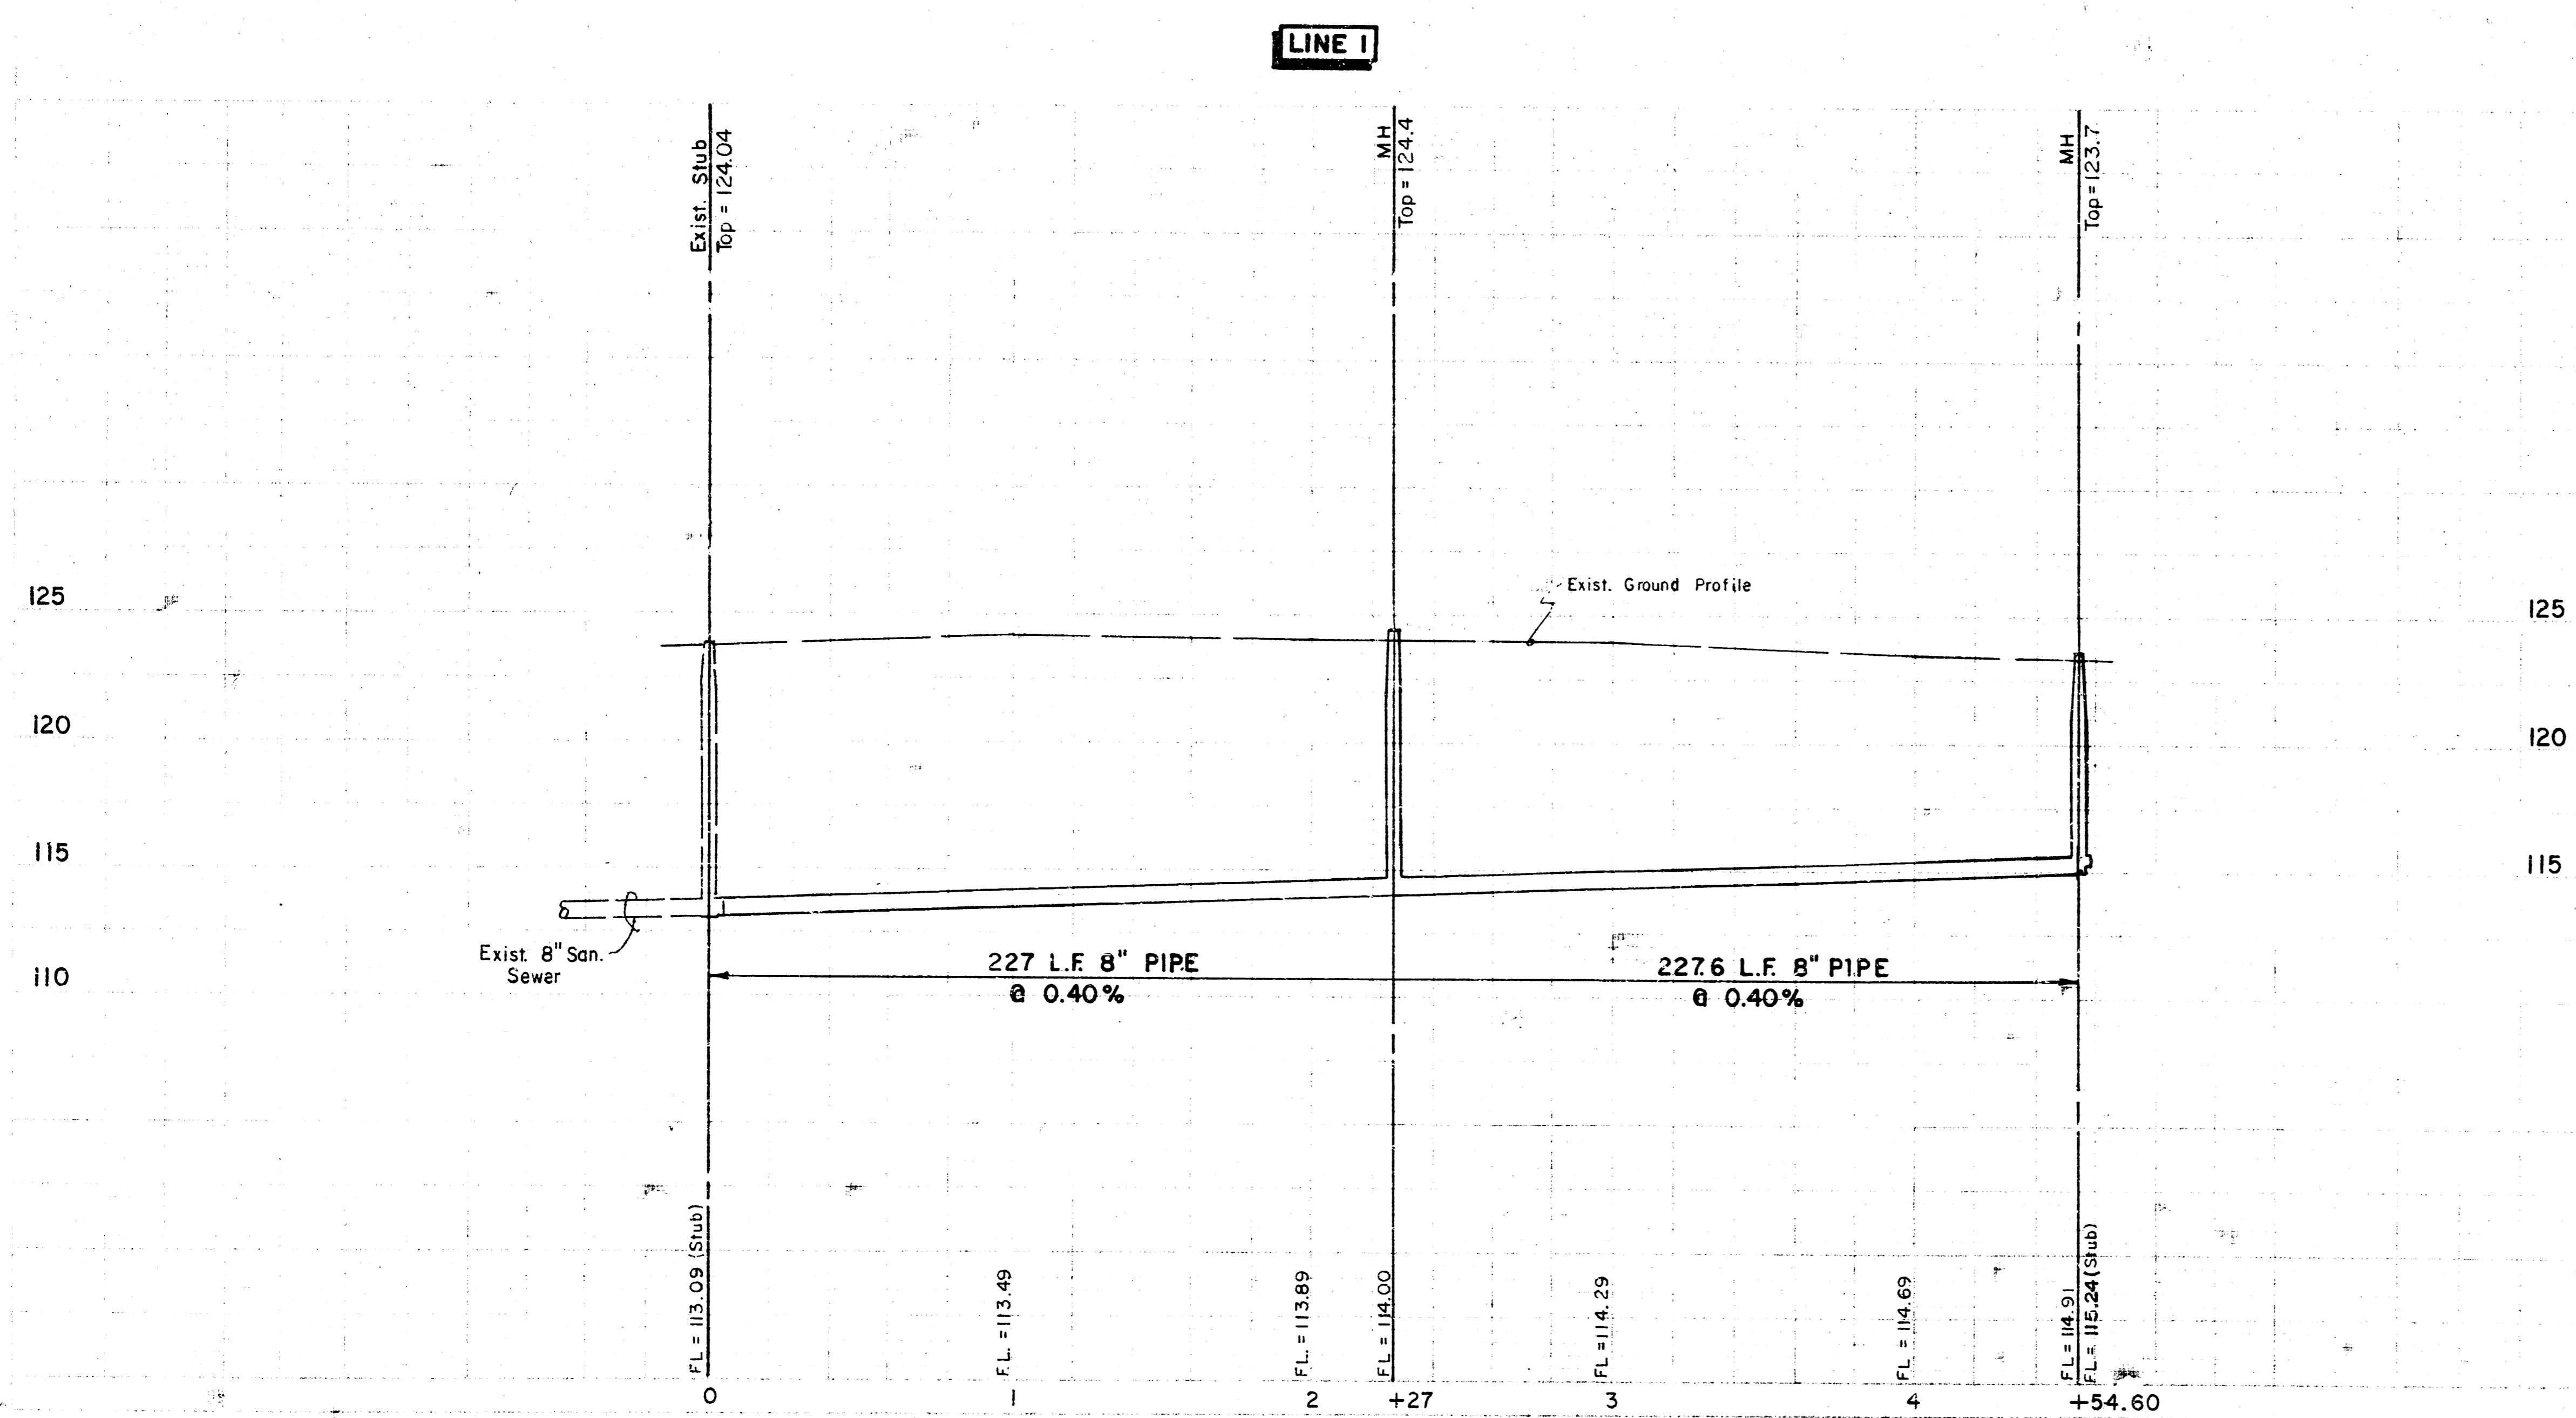 LINE 1
Exist. Stub
Top = 124.04
MH
Top = 124.4
MH
Top = 123.7
125
Exist. Ground Profile
125
120
120
115
115
Exist. 8" San.
Sewer
110
227 L.F. 8" PIPE
@ 0.40%
227.6 L.F. 8" PIPE
@ 0.40%
FL = 113.09 (Stub)
F.L. = 113.49
FL. = 113.89
FL = 114.00
FL = 114.29
FL = 114.69
FL = 114.91
FL = 115.24 (Stub)
0 1 2 +27 3 4 +54.60